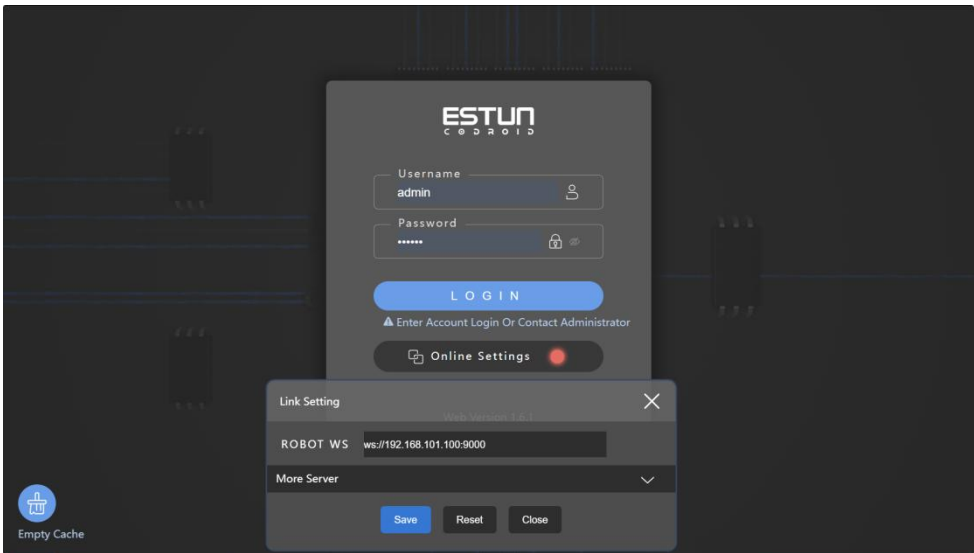 ESTUN
CODROID
Username
admin
Password
••••••
LOGIN
Enter Account Login Or Contact Administrator
Online Settings
Link Setting
Web Version 1.6.1
ROBOT WS ws://192.168.101.100:9000
More Server
Save Reset Close
Empty Cache